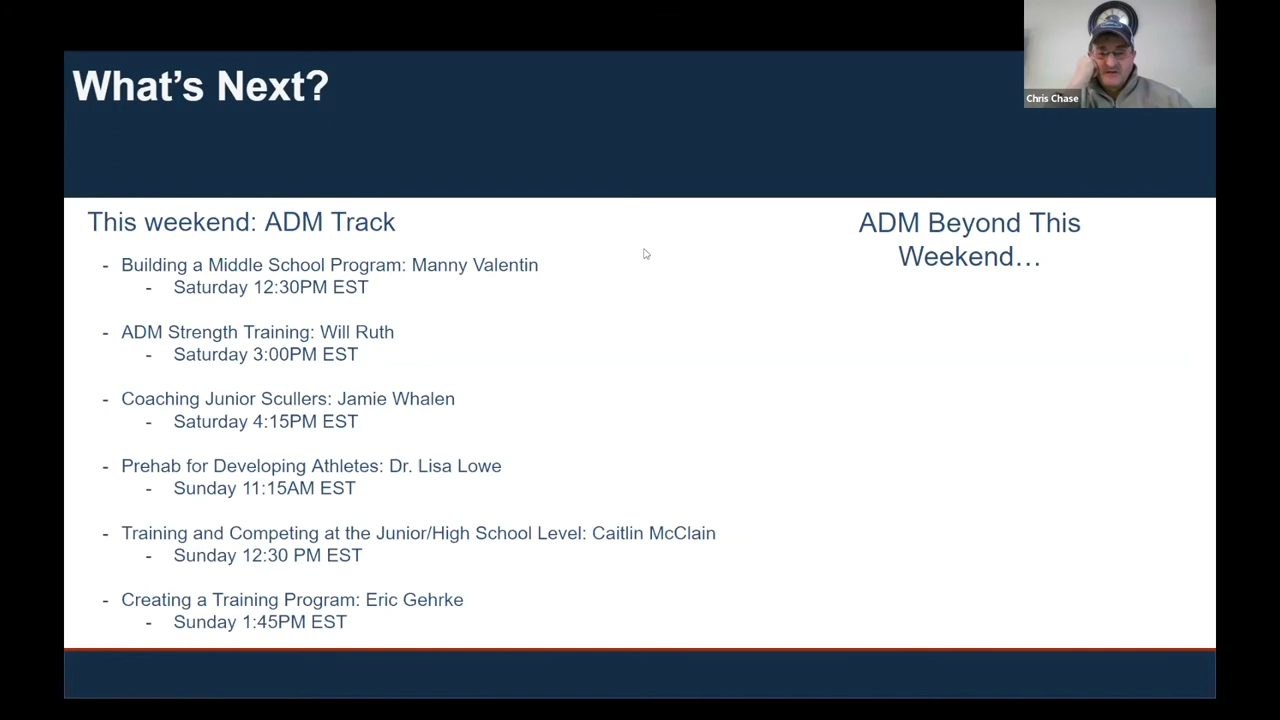 What's Next?
Chris Chase
This weekend: ADM Track
- Building a Middle School Program: Manny Valentin
- Saturday 12:30PM EST
- ADM Strength Training: Will Ruth
- Saturday 3:00PM EST
- Coaching Junior Scullers: Jamie Whalen
- Saturday 4:15PM EST
- Prehab for Developing Athletes: Dr. Lisa Lowe
- Sunday 11:15AM EST
- Training and Competing at the Junior/High School Level: Caitlin McClain
- Sunday 12:30 PM EST
- Creating a Training Program: Eric Gehrke
- Sunday 1:45PM EST
ADM Beyond This
Weekend…